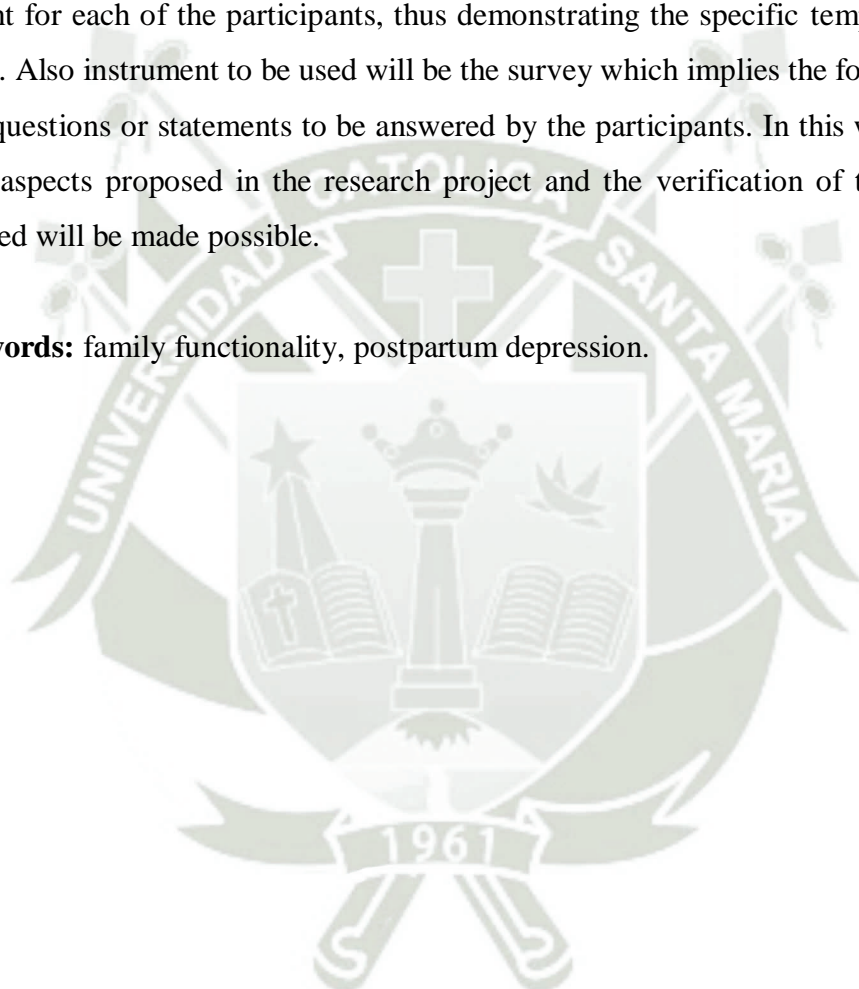 nt for each of the participants, thus demonstrating the specific tem
. Also instrument to be used will be the survey which implies the fo
questions or statements to be answered by the participants. In this
aspects proposed in the research project and the verification of t
ed will be made possible.
words: family functionality, postpartum depression.
UNIVERSIDAD CATOLICA SANTA MARIA
1961